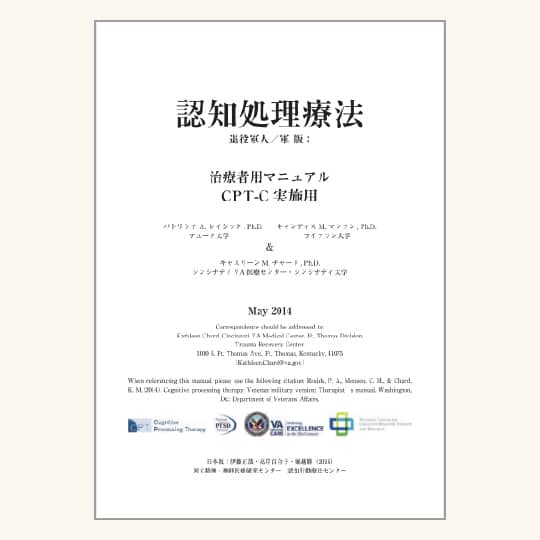 認知処理療法
退役軍人／軍 版：
治療者用マニュアル
CPT-C 実施用
パトリシア A. レイシック, Ph.D. キャンディス M. マンソン, Ph.D.
デューク大学 ライアソン大学
&
キャスリーン M. チャード, Ph.D.
シンシナティ VA 医療センター・シンシナティ大学
May 2014
Correspondence should be addressed to
Kathleen Chard, Cincinnati VA Medical Center, Ft. Thomas Division
Trauma Recovery Center
1000 S. Ft. Thomas Ave, Ft. Thomas, Kentucky, 41075
(Kathleen.Chard@va.gov)
When referencing this manual please use the following citation: Resick, P. A., Monson, C. M., & Chard,
K. M. (2014). Cognitive processing therapy: Veteran/military version: Therapist's manual. Washington,
DC: Department of Veterans Affairs.
CPT Cognitive
Processing Therapy
PTSD
VA
CARE
EXCELLENCE
in the 21st Century
日本版：伊藤正哉・高岸百合子・堀越勝 (2014)
国立精神・神経医療研究センター 認知行動療法センター